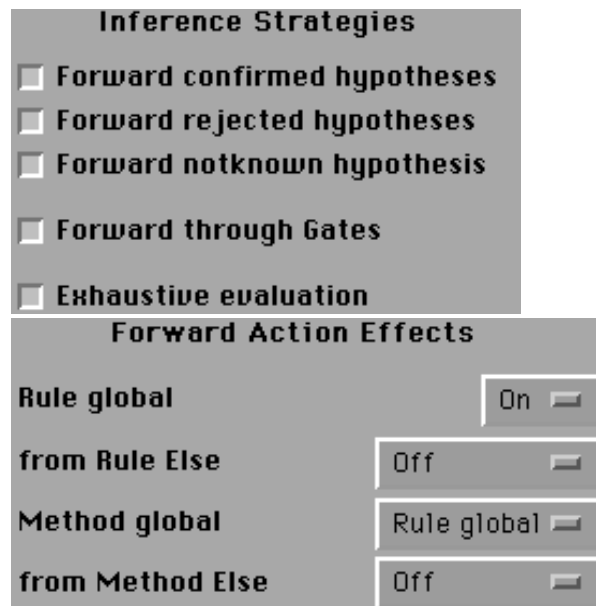 Inference Strategies
Forward confirmed hypotheses
Forward rejected hypotheses
Forward notknown hypothesis
Forward through Gates
Exhaustive evaluation
Forward Action Effects
Rule global On
from Rule Else Off
Method global Rule global
from Method Else Off